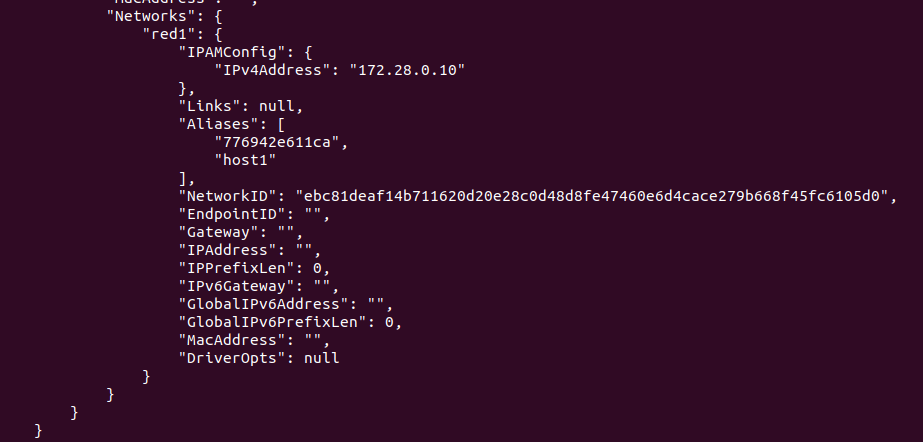 "MacAddress": "",
"Networks": {
"red1": {
"IPAMConfig": {
"IPv4Address": "172.28.0.10"
},
"Links": null,
"Aliases": [
"776942e611ca",
"host1"
],
"NetworkID": "ebc81deaf14b711620d20e28c0d48d8fe47460e6d4cace279b668f45fc6105d0",
"EndpointID": "",
"Gateway": "",
"IPAddress": "",
"IPPrefixLen": 0,
"IPv6Gateway": "",
"GlobalIPv6Address": "",
"GlobalIPv6PrefixLen": 0,
"MacAddress": "",
"DriverOpts": null
}
}
}
}